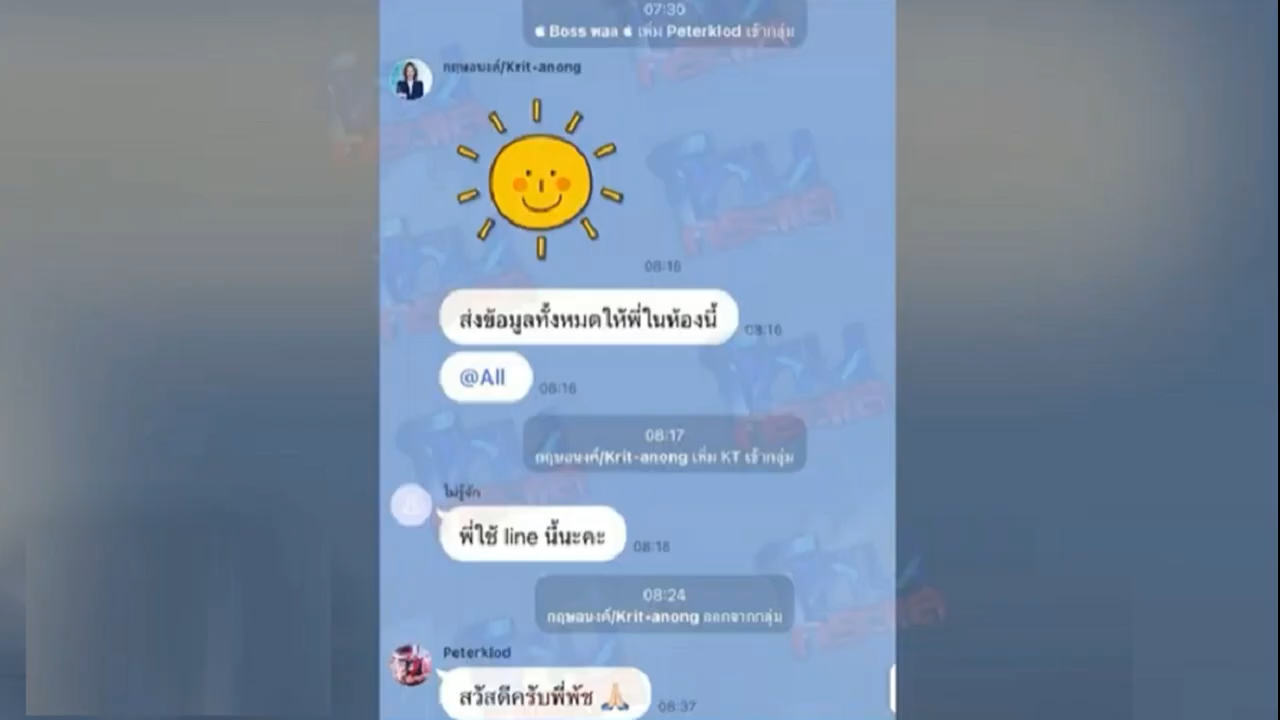 07:30
Boss พอล เพิ่ม Peterklod เข้ากลุ่ม
กฤษอนงค์/Krit-anong
08:16
ส่งข้อมูลทั้งหมดให้พี่ในห้องนี้
08:16
@All
08:16
08:17
กฤษอนงค์/Krit-anong เพิ่ม KT เข้ากลุ่ม
ไม่รู้จัก
พี่ใช้ line นี้นะคะ
08:18
08:24
กฤษอนงค์/Krit-anong ออกจากกลุ่ม
Peterklod
สวัสดีครับพี่พัช 🙏🏻
08:37